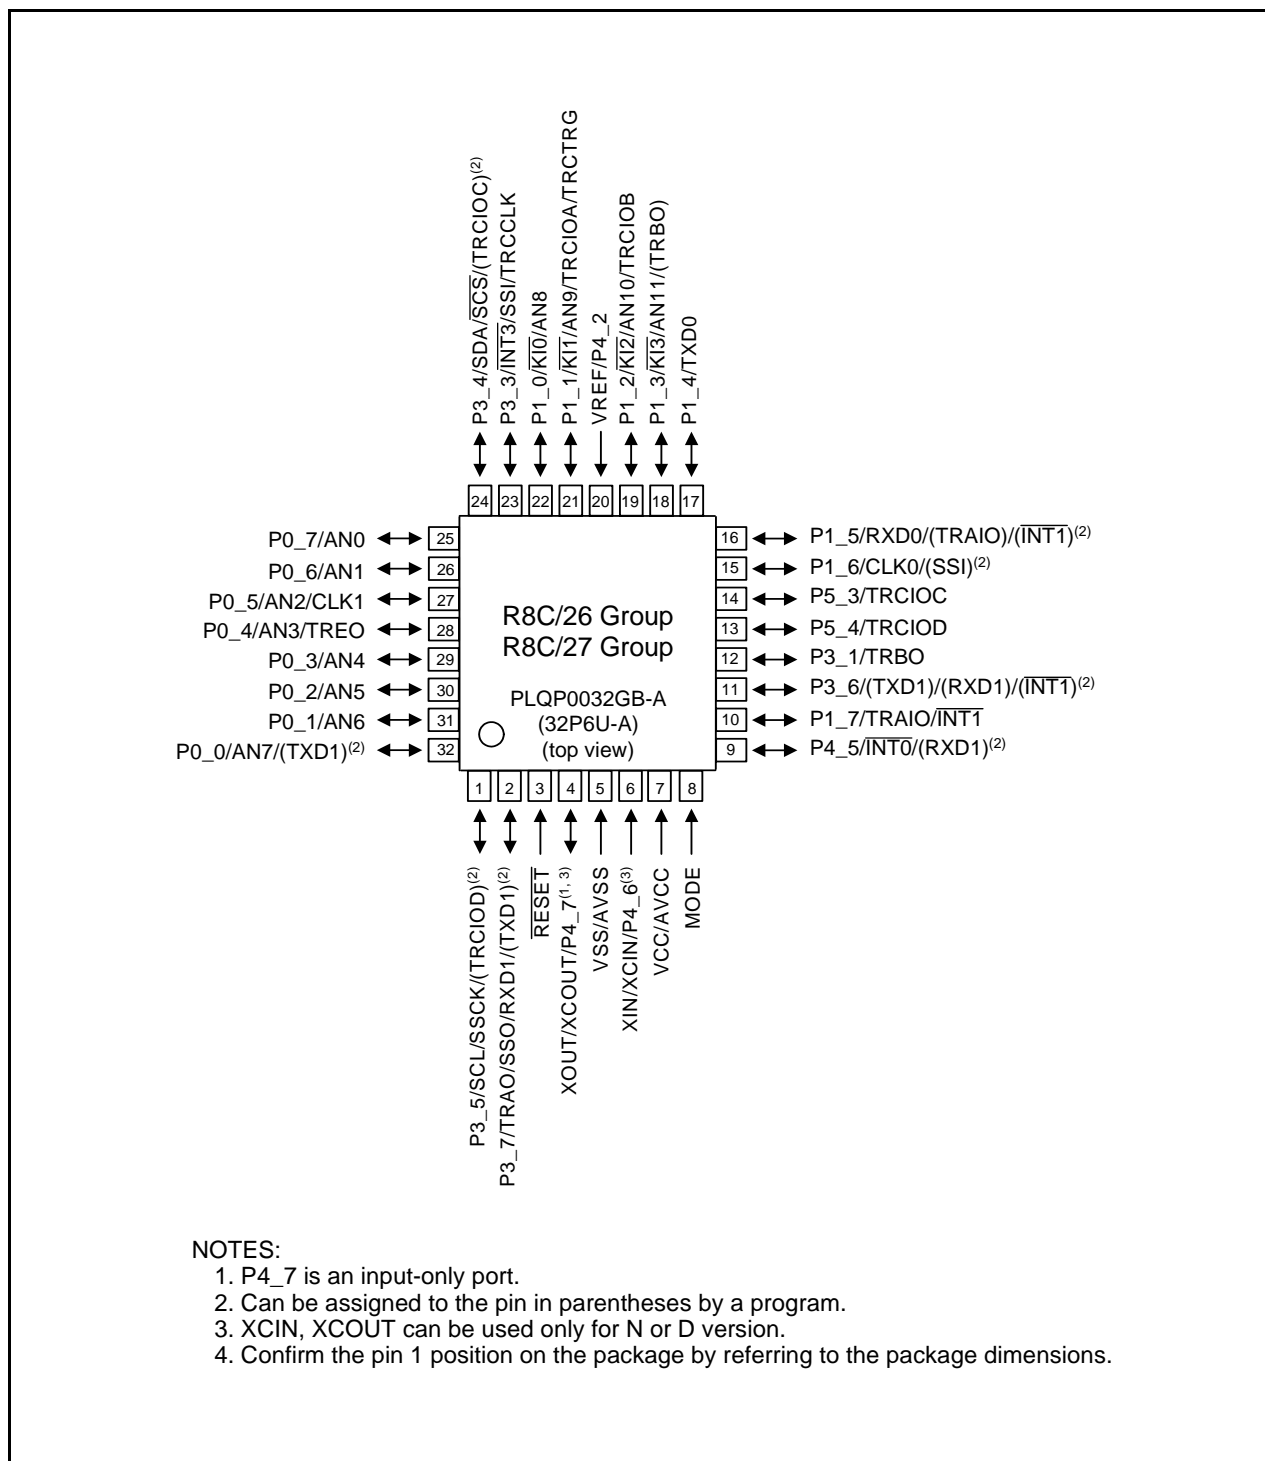 P3_4/SDA/SCS/(TRCIOC)(2)
P3_3/INT3/SSI/TRCCLK
P1_0/KI0/AN8
P1_1/KI1/AN9/TRCIOA/TRCTRG
VREF/P4_2
P1_2/KI2/AN10/TRCIOB
P1_3/KI3/AN11/(TRBO)
P1_4/TXD0
24 23 22 21 20 19 18 17
P0_7/AN0 25
P0_6/AN1 26
P0_5/AN2/CLK1 27
P0_4/AN3/TREO 28
P0_3/AN4 29
P0_2/AN5 30
P0_1/AN6 31
P0_0/AN7/(TXD1)(2) 32
R8C/26 Group
R8C/27 Group
PLQP0032GB-A
(32P6U-A)
(top view)
16 P1_5/RXD0/(TRAIO)/(INT1)(2)
15 P1_6/CLK0/(SSI)(2)
14 P5_3/TRCIOC
13 P5_4/TRCIOD
12 P3_1/TRBO
11 P3_6/(TXD1)/(RXD1)/(INT1)(2)
10 P1_7/TRAIO/INT1
9 P4_5/INT0/(RXD1)(2)
1 2 3 4 5 6 7 8
P3_5/SCL/SSCK/(TRCIOD)(2)
P3_7/TRAO/SSO/RXD1/(TXD1)(2)
RESET
XOUT/XCOUT/P4_7(1, 3)
VSS/AVSS
XIN/XCIN/P4_6(3)
VCC/AVCC
MODE
NOTES:
1. P4_7 is an input-only port.
2. Can be assigned to the pin in parentheses by a program.
3. XCIN, XCOUT can be used only for N or D version.
4. Confirm the pin 1 position on the package by referring to the package dimensions.